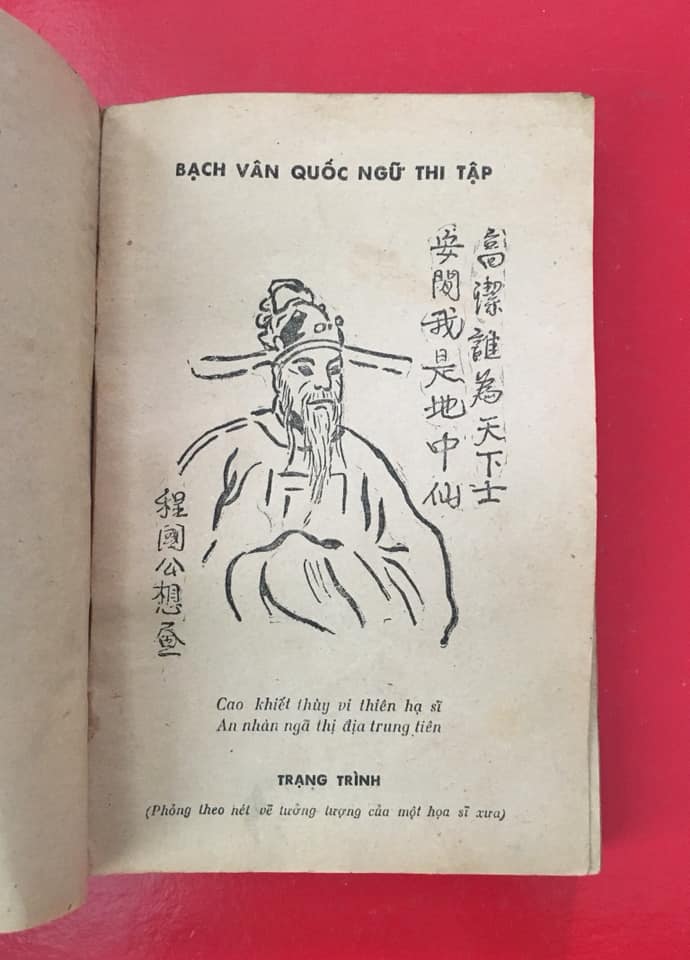 BẠCH VÂN QUỐC NGỮ THI TẬP
高潔誰為天下士
安閒我是地中仙
程國公想畫
Cao khiết thùy vi thiên hạ sĩ
An nhàn ngã thị địa trung tiên
TRẠNG TRÌNH
(Phỏng theo nét vẽ tưởng tượng của một họa sĩ xưa)